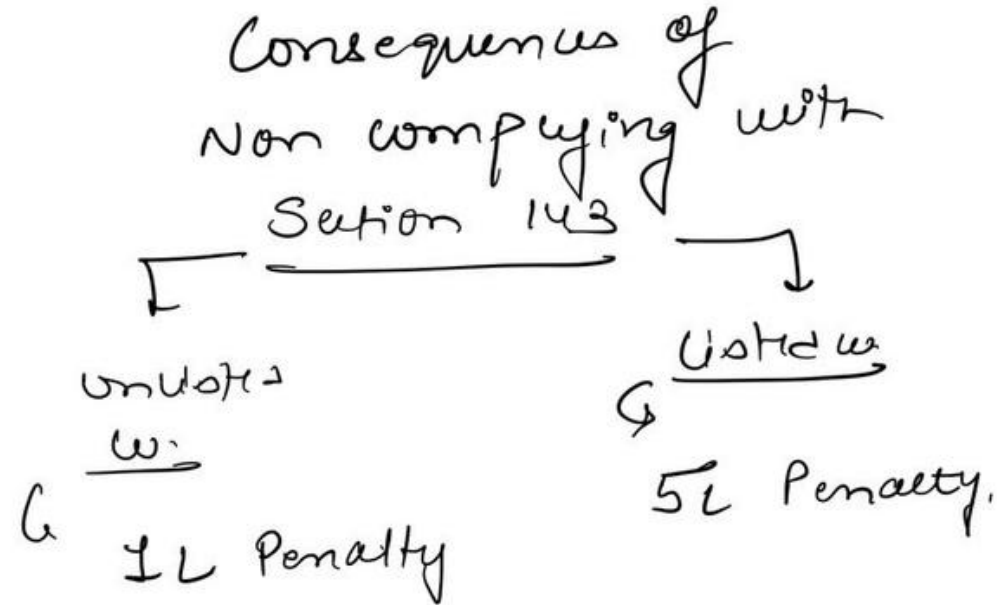 Consequences of
Non complying with
Section 143
unlisted
co.
1L Penalty
listed co.
5L Penalty.